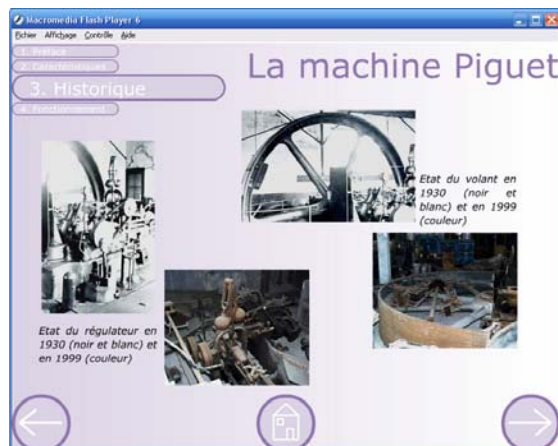 Macromedia Flash Player 6
Fichier Affichage Contrôle Aide
1. Préface
2. Caractéristiques
3. Historique
4. Fonctionnement
La machine Piguet
Etat du volant en
1930 (noir et
blanc) et en 1999
(couleur)
Etat du régulateur en
1930 (noir et blanc) et
en 1999 (couleur)